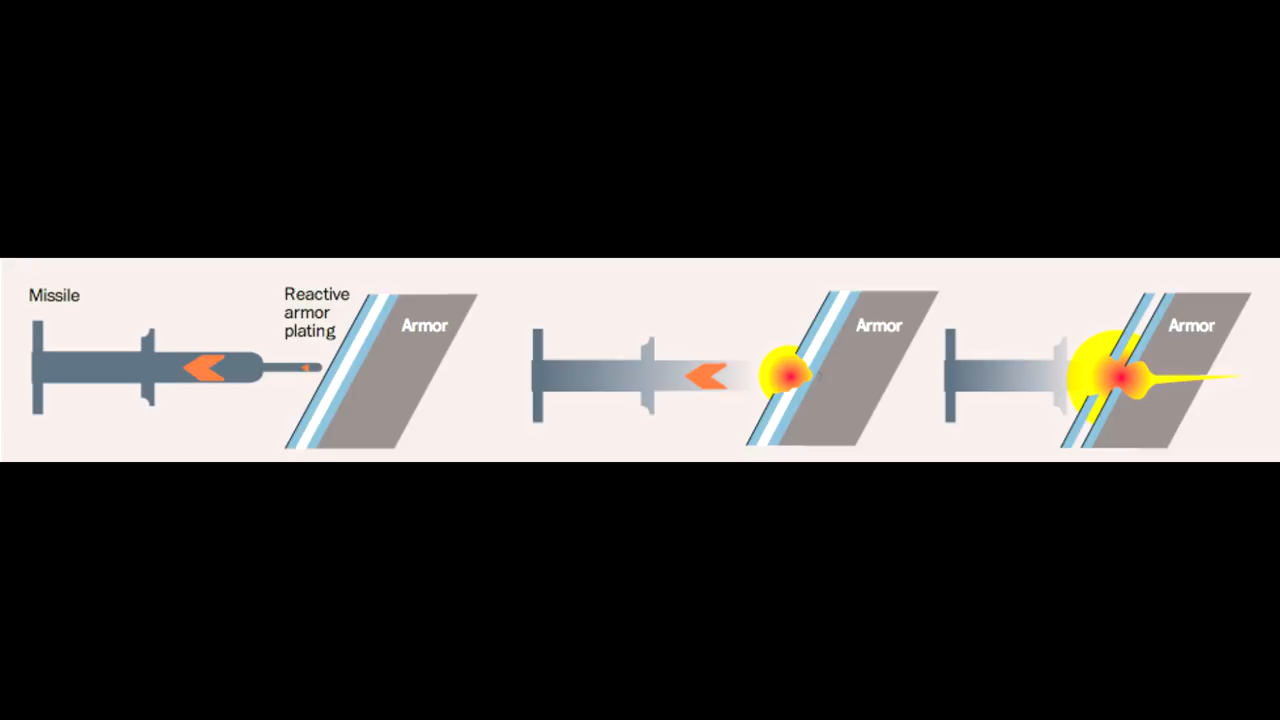 Missile
Reactive
armor
plating
Armor
Armor
Armor